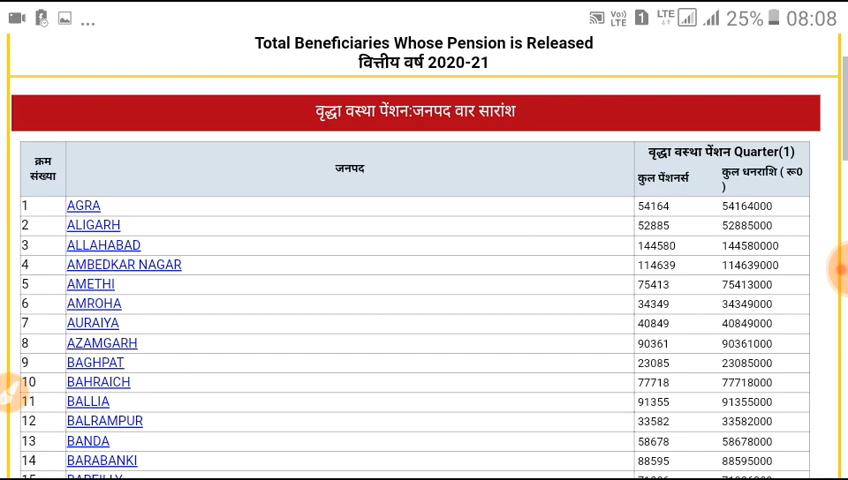 ... Vo) LTE 1 LTE 25% 08:08
Total Beneficiaries Whose Pension is Released
वित्तीय वर्ष 2020-21
वृद्धा वस्था पेंशन:जनपद वार सारांश
क्रम संख्या जनपद वृद्धा वस्था पेंशन Quarter(1)
कुल पेंशनर्स कुल धनराशि ( रू0 )
1 AGRA 54164 54164000
2 ALIGARH 52885 52885000
3 ALLAHABAD 144580 144580000
4 AMBEDKAR NAGAR 114639 114639000
5 AMETHI 75413 75413000
6 AMROHA 34349 34349000
7 AURAIYA 40849 40849000
8 AZAMGARH 90361 90361000
9 BAGHPAT 23085 23085000
10 BAHRAICH 77718 77718000
11 BALLIA 91355 91355000
12 BALRAMPUR 33582 33582000
13 BANDA 58678 58678000
14 BARABANKI 88595 88595000